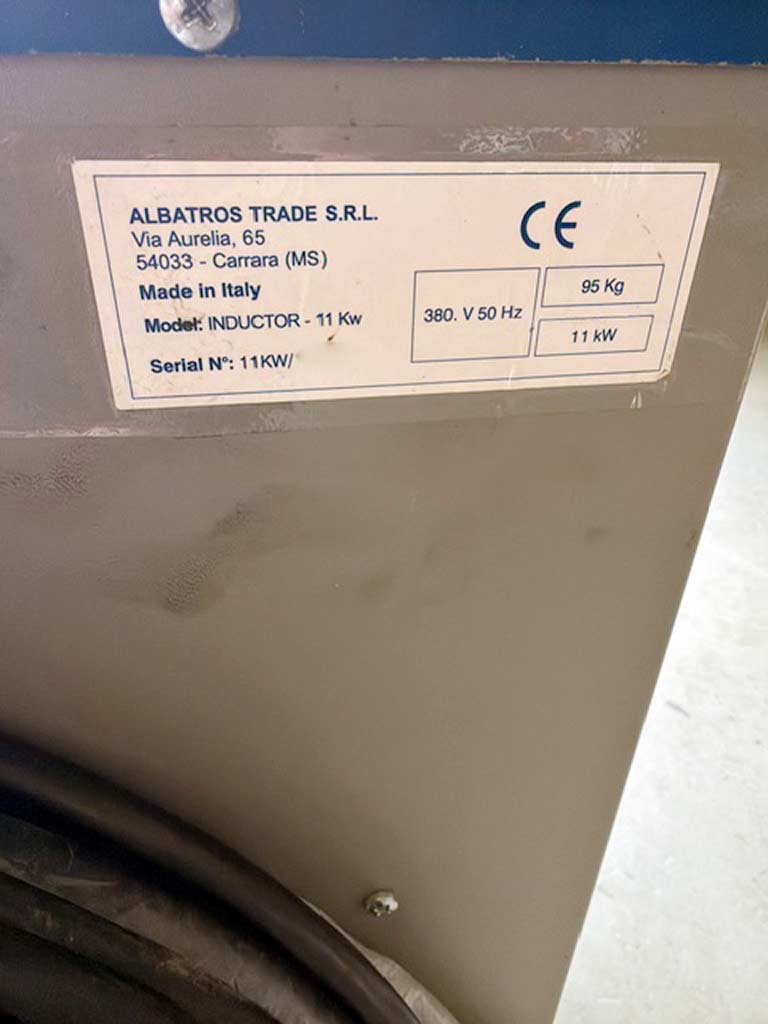 ALBATROS TRADE S.R.L.
Via Aurelia, 65
54033 - Carrara (MS)
Made in Italy
Model: INDUCTOR - 11 Kw
Serial N°: 11KW/
CE
380. V 50 Hz
95 Kg
11 kW